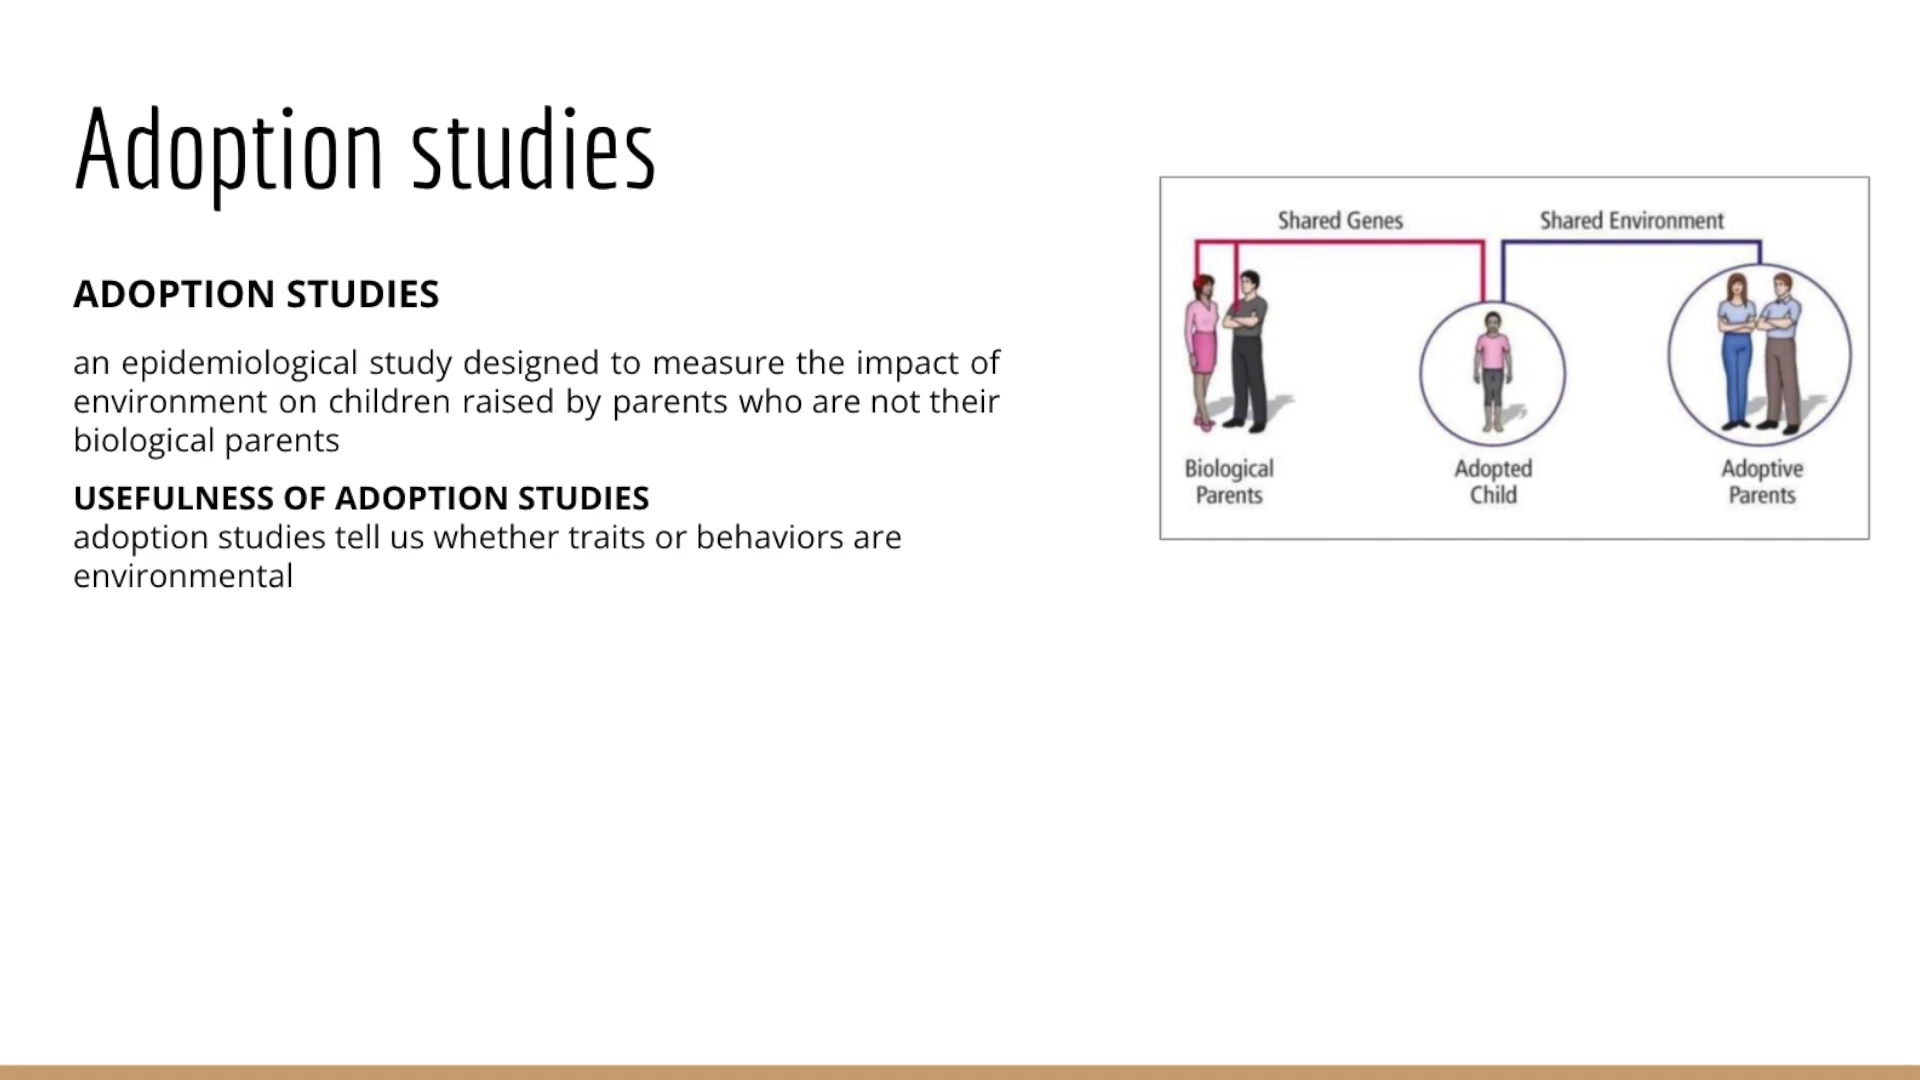 Adoption studies
ADOPTION STUDIES
an epidemiological study designed to measure the impact of
environment on children raised by parents who are not their
biological parents
USEFULNESS OF ADOPTION STUDIES
adoption studies tell us whether traits or behaviors are
environmental
Shared Genes
Shared Environment
Biological
Parents
Adopted
Child
Adoptive
Parents